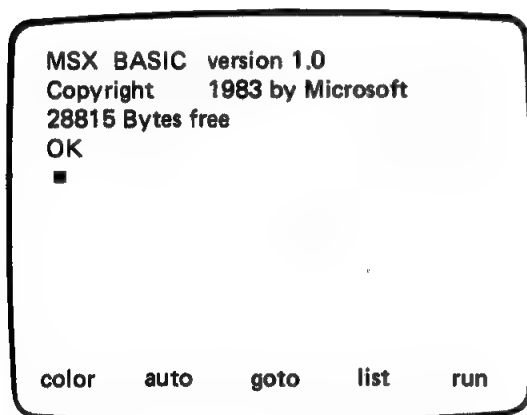 MSX BASIC version 1.0
Copyright 1983 by Microsoft
28815 Bytes free
OK
color auto goto list run